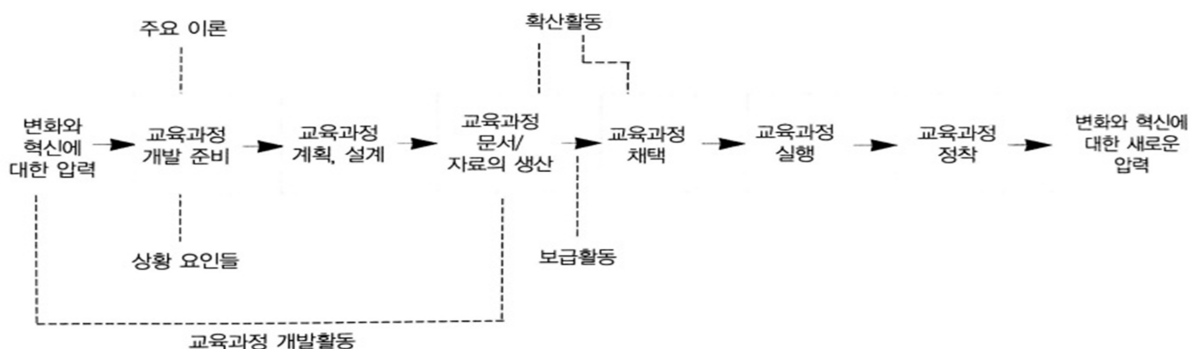 주요 이론
확산활동
변화와
혁신에
대한 압력
교육과정
개발 준비
교육과정
계획, 설계
교육과정
문서/
자료의 생산
교육과정
채택
교육과정
실행
교육과정
정착
변화와 혁신에
대한 새로운
압력
상황 요인들
보급활동
교육과정 개발활동